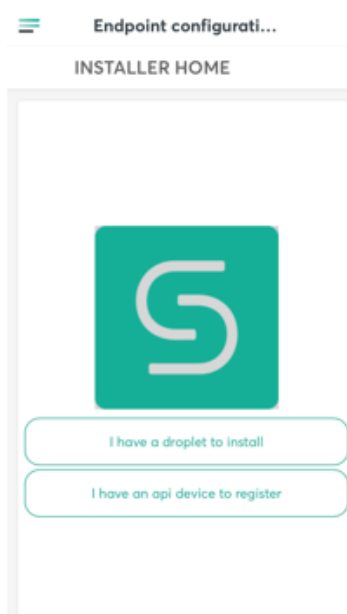 Endpoint configurati...
INSTALLER HOME
I have a droplet to install
I have an api device to register